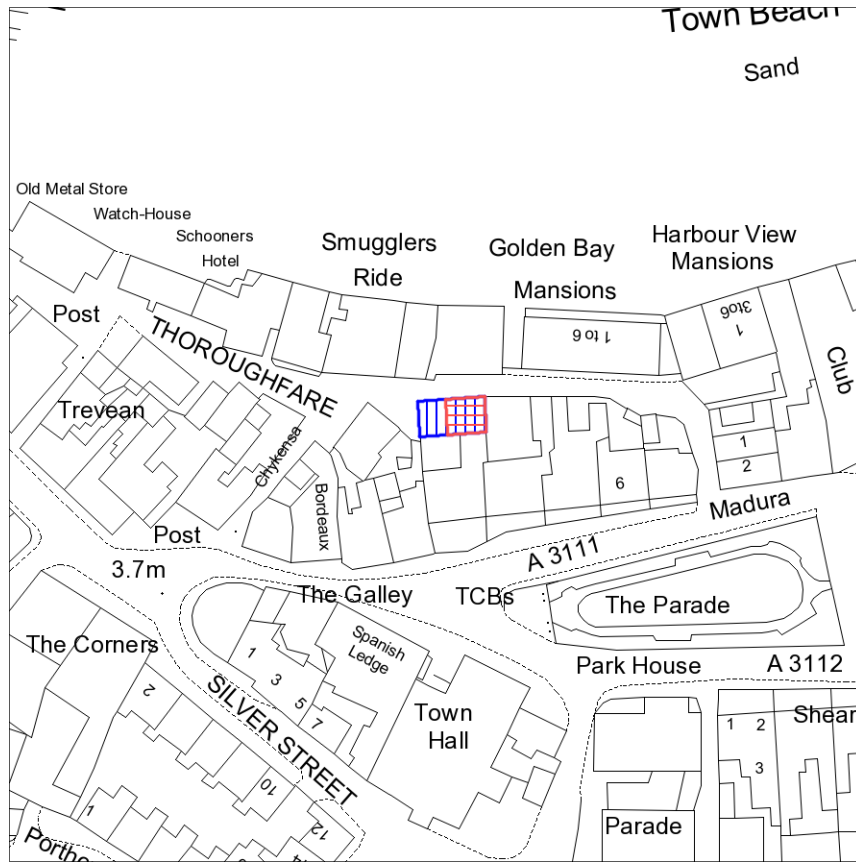 Town Beach
Sand
Old Metal Store
Watch-House
Schooners
Hotel
Smugglers
Ride
Golden Bay
Mansions
Harbour View
Mansions
Post
THOROUGHFARE
1 to 6
3to6
1
Club
Trevean
Chykensa
Bordeaux
1
2
6
Post
Madura
3.7m
A 3111
The Galley
TCBs
The Parade
The Corners
Spanish
Ledge
1
3
5
7
Park House
A 3112
2
SILVER STREET
Town
Hall
1
2
3
Shear
10
12
1
14
Parade
Portho